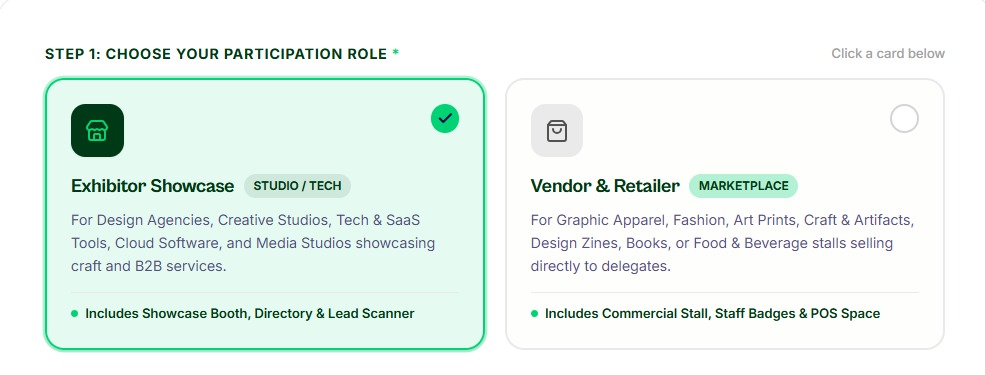 STEP 1: CHOOSE YOUR PARTICIPATION ROLE *
Click a card below
Exhibitor Showcase
STUDIO / TECH
For Design Agencies, Creative Studios, Tech & SaaS
Tools, Cloud Software, and Media Studios showcasing
craft and B2B services.
Includes Showcase Booth, Directory & Lead Scanner
Vendor & Retailer
MARKETPLACE
For Graphic Apparel, Fashion, Art Prints, Craft & Artifacts,
Design Zines, Books, or Food & Beverage stalls selling
directly to delegates.
Includes Commercial Stall, Staff Badges & POS Space